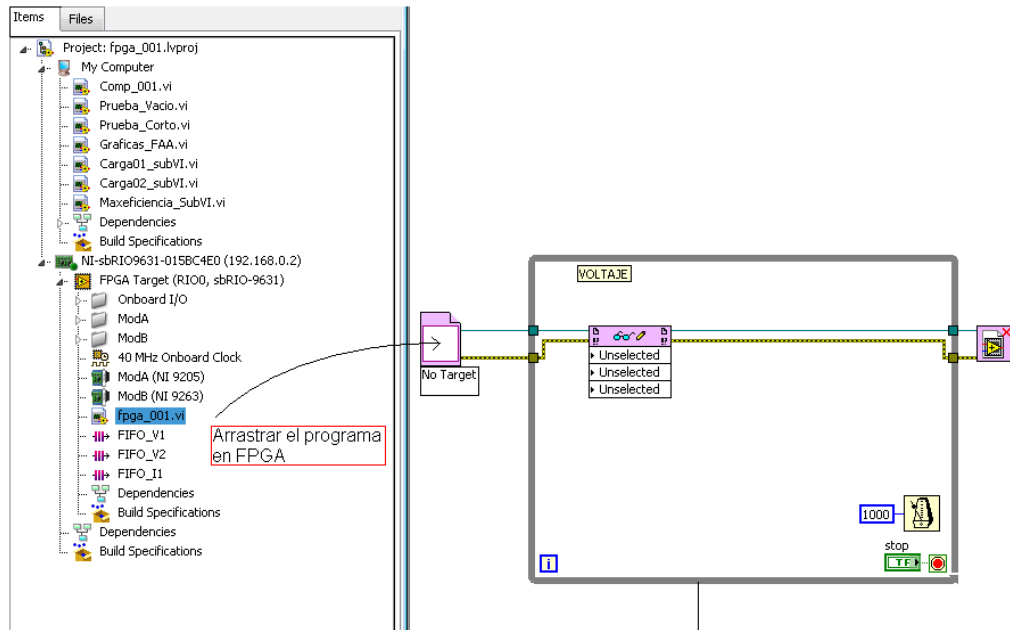 Items
Files
Project: fpga_001.lvproj
My Computer
Comp_001.vi
Prueba_Vacio.vi
Prueba_Corto.vi
Graficas_FAA.vi
Carga01_subVI.vi
Carga02_subVI.vi
Maxeficiencia_SubVI.vi
Dependencies
Build Specifications
NI-sbRIO9631-015BC4E0 (192.168.0.2)
FPGA Target (RIO0, sbRIO-9631)
Onboard I/O
ModA
ModB
40 MHz Onboard Clock
ModA (NI 9205)
ModB (NI 9263)
fpga_001.vi
FIFO_V1
FIFO_V2
FIFO_I1
Dependencies
Build Specifications
Dependencies
Build Specifications
Arrastrar el programa
en FPGA
No Target
VOLTAJE
Unselected
Unselected
Unselected
1000
stop
TF
i